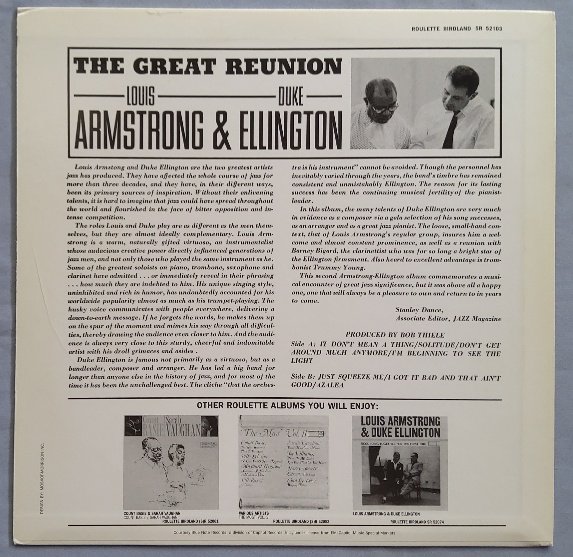 ROULETTE BIRDLAND SR 52103
THE GREAT REUNION
LOUIS DUKE
ARMSTRONG & ELLINGTON
Louis Armstong and Duke Ellington are the two greatest artists
jazz has produced. They have affected the whole course of jazz for
more than three decades, and they have, in their different ways,
been its primary sources of inspiration. Without their enlivening
talents, it is hard to imagine that jazz could have spread throughout
the world and flourished in the face of bitter opposition and in-
tense competition.
The roles Louis and Duke play are as different as the men them-
selves, but they are almost ideally complementary. Louis Arm-
strong is a warm, naturally gifted virtuoso, an instrumentalist
whose audacious creative power directly influenced generations of
jazz men, and not only those who played the same instrument as he.
Some of the greatest soloists on piano, trombone, saxophone and
clarinet have admitted . . . or immediately reveal in their phrasing
. . . how much they are indebted to him. His unique singing style,
uninhibited and rich in humor, has undoubtedly accounted for his
worldwide popularity almost as much as his trumpet-playing. The
husky voice communicates with people everywhere, delivering a
down-to-earth message. If he forgets the words, he makes them up
on the spur of the moment and mimes his way through all difficul-
ties, thereby drawing the audience even closer to him. And the audi-
ence is always very close to this sturdy, cheerful and indomitable
artist with his droll grimaces and asides.
Duke Ellington is famous not primarily as a virtuoso, but as a
bandleader, composer and arranger. He has led a big band for
longer than anyone else in the history of jazz, and for most of the
time it has been the unchallenged best. The cliche "that the orches-
tra is his instrument" cannot be avoided. Though the personnel has
inevitably varied through the years, the band's timbre has remained
consistent and unmistakably Ellington. The reason for its lasting
success has been the continuing musical fertility of the pianist-
leader.
In this album, the many talents of Duke Ellington are very much
in evidence as a composer via a gala selection of his song successes,
as an arranger and as a great jazz pianist. The loose, small-band con-
text, that of Louis Armstrong's regular group, insures him a wel-
come and almost constant prominence, as well as a reunion with
Barney Bigard, the clarinettist who was for so long a bright star of
the Ellington firmament. Also heard to excellent advantage is trom-
bonist Trummy Young.
This second Armstrong-Ellington album commemorates a musi-
cal encounter of great jazz significance, but it was above all a happy
one, one that will always be a pleasure to own and return to in years
to come.
Stanley Dance,
Associate Editor, JAZZ Magazine
PRODUCED BY BOB THIELE
Side A: IT DON'T MEAN A THING/SOLITUDE/DON'T GET
AROUND MUCH ANYMORE/I'M BEGINNING TO SEE THE
LIGHT
Side B: JUST SQUEEZE ME/I GOT IT BAD AND THAT AIN'T
GOOD/AZALEA
OTHER ROULETTE ALBUMS YOU WILL ENJOY:
LOUIS ARMSTRONG
& DUKE ELLINGTON
COUNT BASIE & SARAH VAUGHAN
ROULETTE BIRDLAND (S)R 52061
VARIOUS ARTISTS
ROULETTE BIRDLAND (S)R 52053
LOUIS ARMSTRONG & DUKE ELLINGTON
ROULETTE BIRDLAND SR 52074